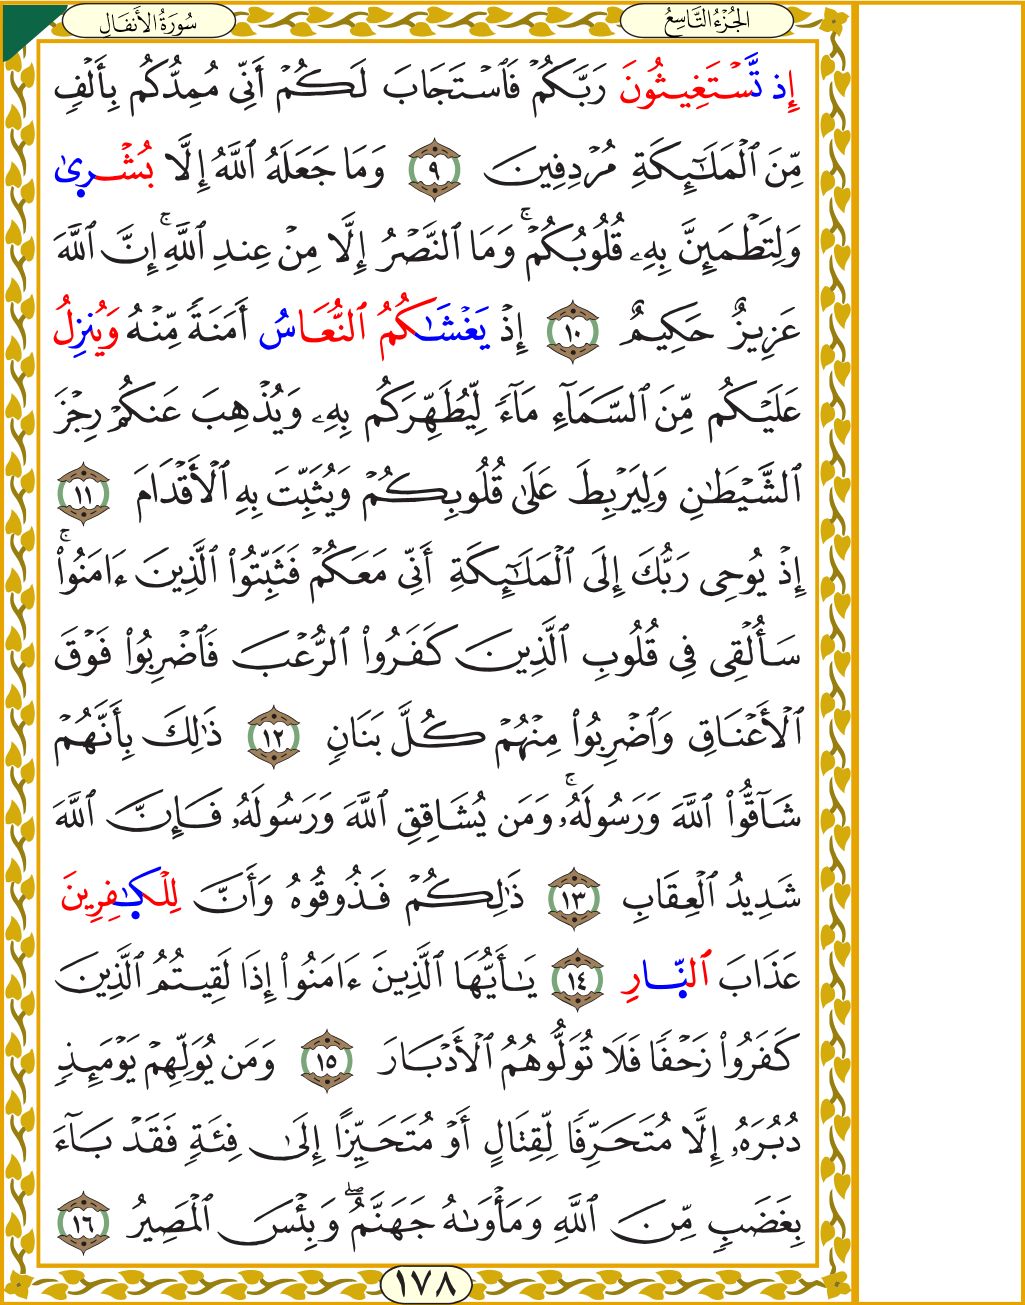 الجُزْءُ التَّاسِعُ
سُورَةُ الأَنفَالِ
إِذ تَّسْتَغِيثُونَ رَبَّكُمْ فَٱسْتَجَابَ لَكُمْ أَنِّى مُمِدُّكُم بِأَلْفٍ
مِّنَ ٱلْمَلَـٰٓئِكَةِ مُرْدِفِينَ ٩ وَمَا جَعَلَهُ ٱللَّهُ إِلَّا بُشْرىٰ
وَلِتَطْمَئِنَّ بِهِۦ قُلُوبُكُمْ ۚ وَمَا ٱلنَّصْرُ إِلَّا مِنْ عِندِ ٱللَّهِ ۚ إِنَّ ٱللَّهَ
عَزِيزٌ حَكِيمٌ ١٠ إِذْ يَغْشَىٰكُمُ ٱلنُّعَاسُ أَمَنَةً مِّنْهُ وَيُنزِلُ
عَلَيْكُم مِّنَ ٱلسَّمَآءِ مَآءً لِّيُطَهِّرَكُم بِهِۦ وَيُذْهِبَ عَنكُمْ رِجْزَ
ٱلشَّيْطَـٰنِ وَلِيَرْبِطَ عَلَىٰ قُلُوبِكُمْ وَيُثَبِّتَ بِهِ ٱلْأَقْدَامَ ١١
إِذْ يُوحِى رَبُّكَ إِلَى ٱلْمَلَـٰٓئِكَةِ أَنِّى مَعَكُمْ فَثَبِّتُوا۟ ٱلَّذِينَ ءَامَنُوا۟ ۚ
سَأُلْقِى فِى قُلُوبِ ٱلَّذِينَ كَفَرُوا۟ ٱلرُّعْبَ فَٱضْرِبُوا۟ فَوْقَ
ٱلْأَعْنَاقِ وَٱضْرِبُوا۟ مِنْهُمْ كُلَّ بَنَانٍ ١٢ ذَٰلِكَ بِأَنَّهُمْ
شَآقُّوا۟ ٱللَّهَ وَرَسُولَهُۥ ۚ وَمَن يُشَاقِقِ ٱللَّهَ وَرَسُولَهُۥ فَإِنَّ ٱللَّهَ
شَدِيدُ ٱلْعِقَابِ ١٣ ذَٰلِكُمْ فَذُوقُوهُ وَأَنَّ لِلْكَـٰفِرِينَ
عَذَابَ ٱلنَّارِ ١٤ يَـٰٓأَيُّهَا ٱلَّذِينَ ءَامَنُوٓا۟ إِذَا لَقِيتُمُ ٱلَّذِينَ
كَفَرُوا۟ زَحْفًا فَلَا تُوَلُّوهُمُ ٱلْأَدْبَارَ ١٥ وَمَن يُوَلِّهِمْ يَوْمَئِذٍ
دُبُرَهُۥٓ إِلَّا مُتَحَرِّفًا لِّقِتَالٍ أَوْ مُتَحَيِّزًا إِلَىٰ فِئَةٍ فَقَدْ بَآءَ
بِغَضَبٍ مِّنَ ٱللَّهِ وَمَأْوَىٰهُ جَهَنَّمُ ۖ وَبِئْسَ ٱلْمَصِيرُ ١٦
١٧٨